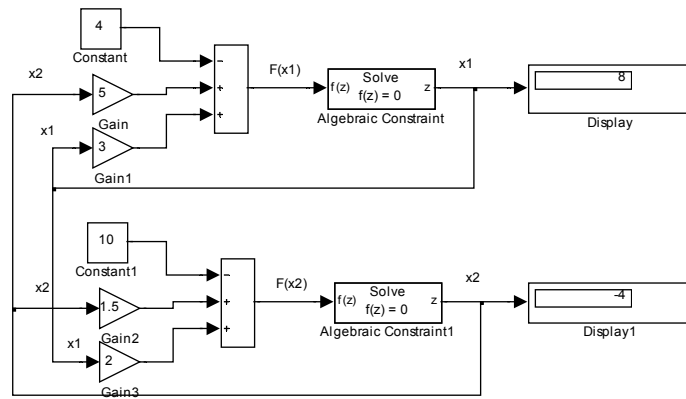 4
Constant
x2
5
Gain
x1
3
Gain1
−
+
+
F(x1)
f(z)
Solve
f(z) = 0
z
Algebraic Constraint
x1
8
Display
10
Constant1
x2
1.5
Gain2
x1
2
Gain3
−
+
+
F(x2)
f(z)
Solve
f(z) = 0
z
Algebraic Constraint1
x2
-4
Display1